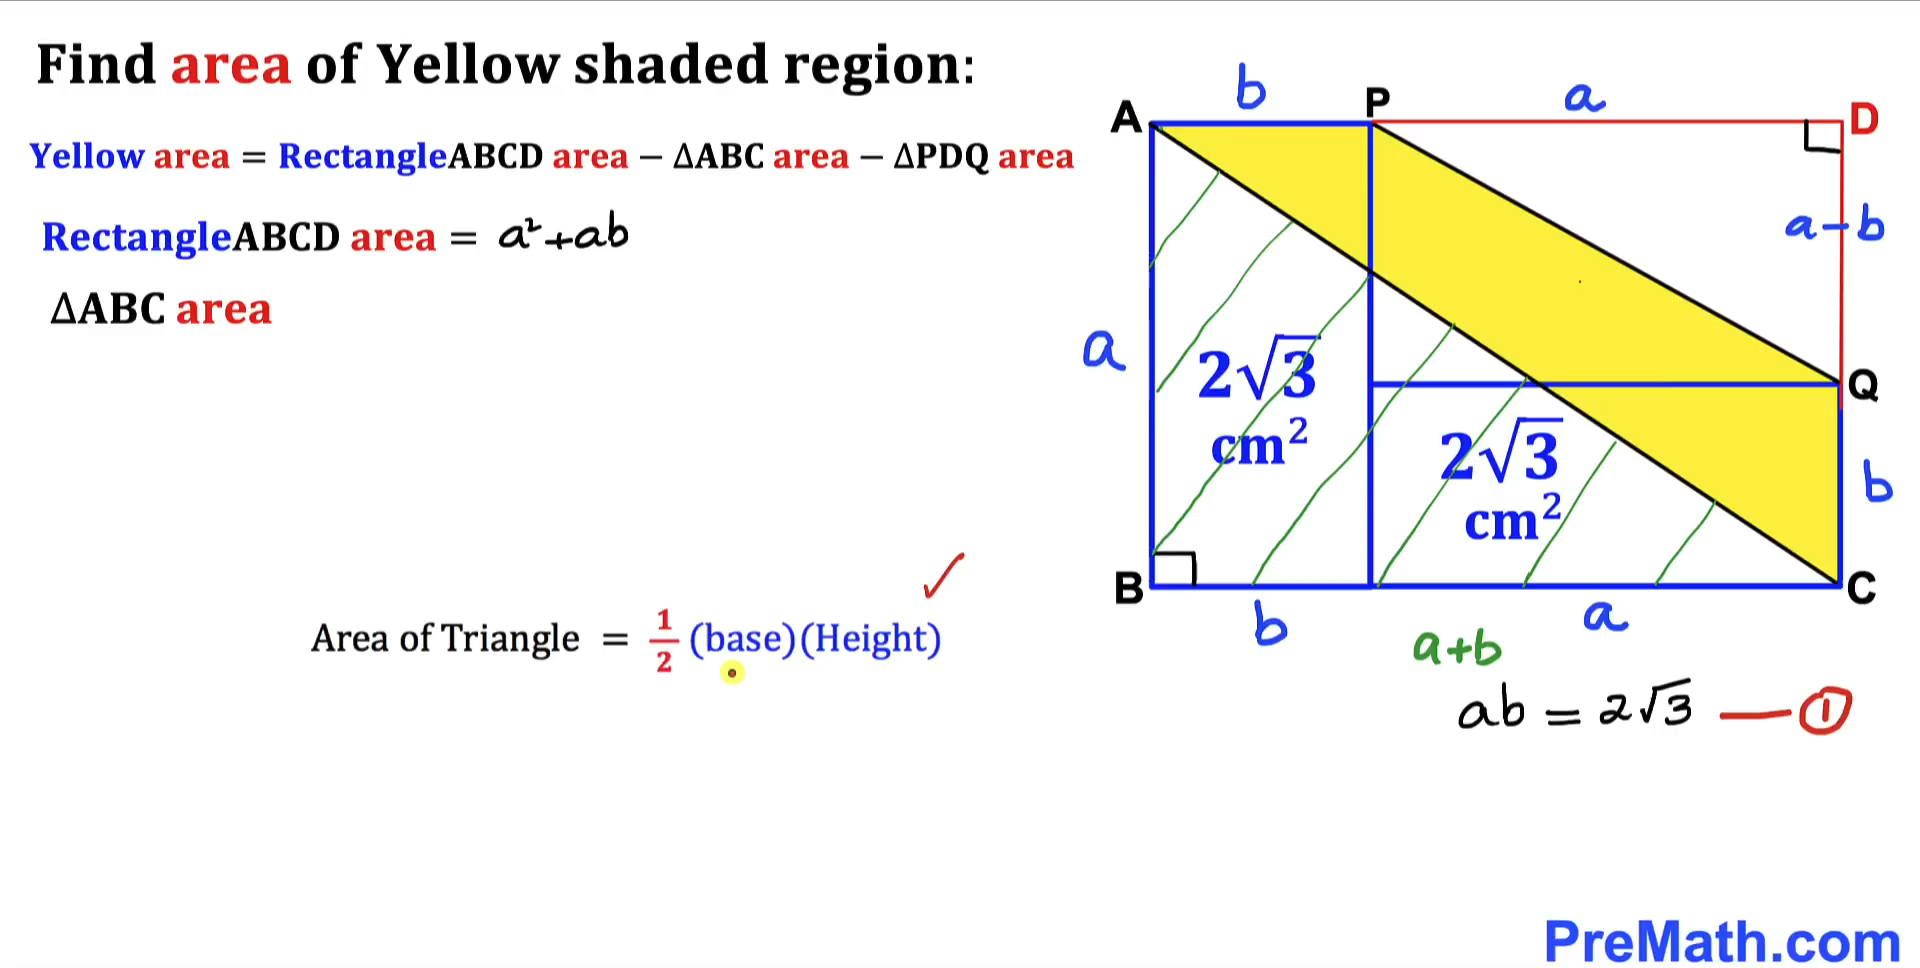 Find area of Yellow shaded region:
Yellow area = RectangleABCD area − ΔABC area − ΔPDQ area
RectangleABCD area = a²+ab
ΔABC area
Area of Triangle = 1/2 (base)(Height)
b
a
A
P
D
a-b
a
2√3
cm²
Q
2√3
cm²
b
B
C
b
a
a+b
ab = 2√3 — ①
PreMath.com